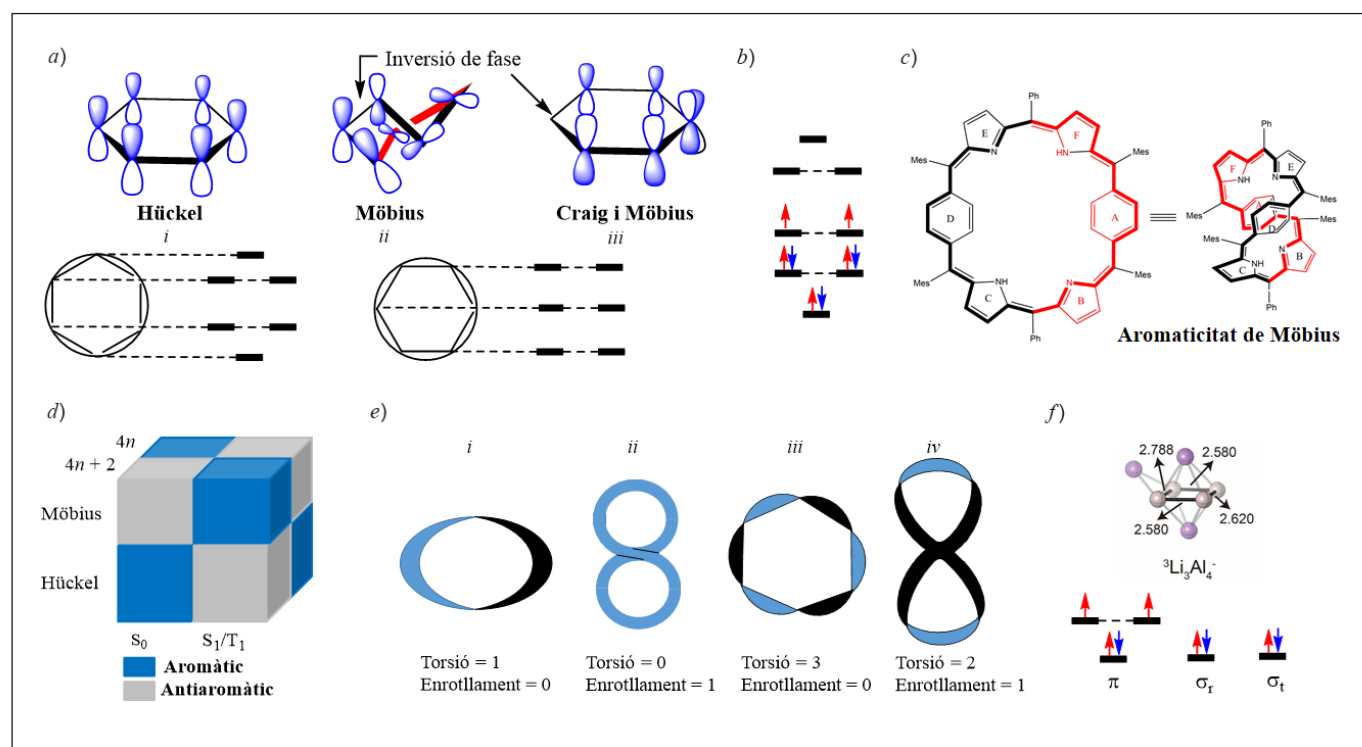 a)
Inversió de fase
Hückel
Möbius
Craig i Möbius
i
ii
iii
b)
c)
Ph
E
F
N
HN
Mes
Mes
D
A
Mes
Mes
NH
N
C
B
Ph
Ph
F
E
NH
N
Mes
A
D
Mes
Mes
N
B
C
NH
Ph
Aromaticitat de Möbius
d)
4n
4n + 2
Möbius
Hückel
S0
S1/T1
Aromàtic
Antiaromàtic
e)
i
ii
iii
iv
Torsió = 1
Enrotllament = 0
Torsió = 0
Enrotllament = 1
Torsió = 3
Enrotllament = 0
Torsió = 2
Enrotllament = 1
f)
2.788
2.580
2.580
2.620
³Li₃Al₄⁻
π
σr
σt